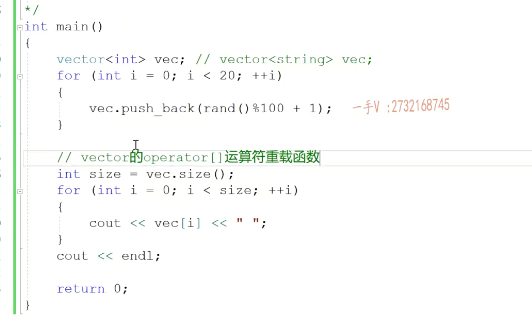 */
int main()
{
vector<int> vec; // vector<string> vec;
for (int i = 0; i < 20; ++i)
{
vec.push_back(rand()%100 + 1); 一手V :2732168745
}
// vector的operator[]运算符重载函数
int size = vec.size();
for (int i = 0; i < size; ++i)
{
cout << vec[i] << " ";
}
cout << endl;
return 0;
}